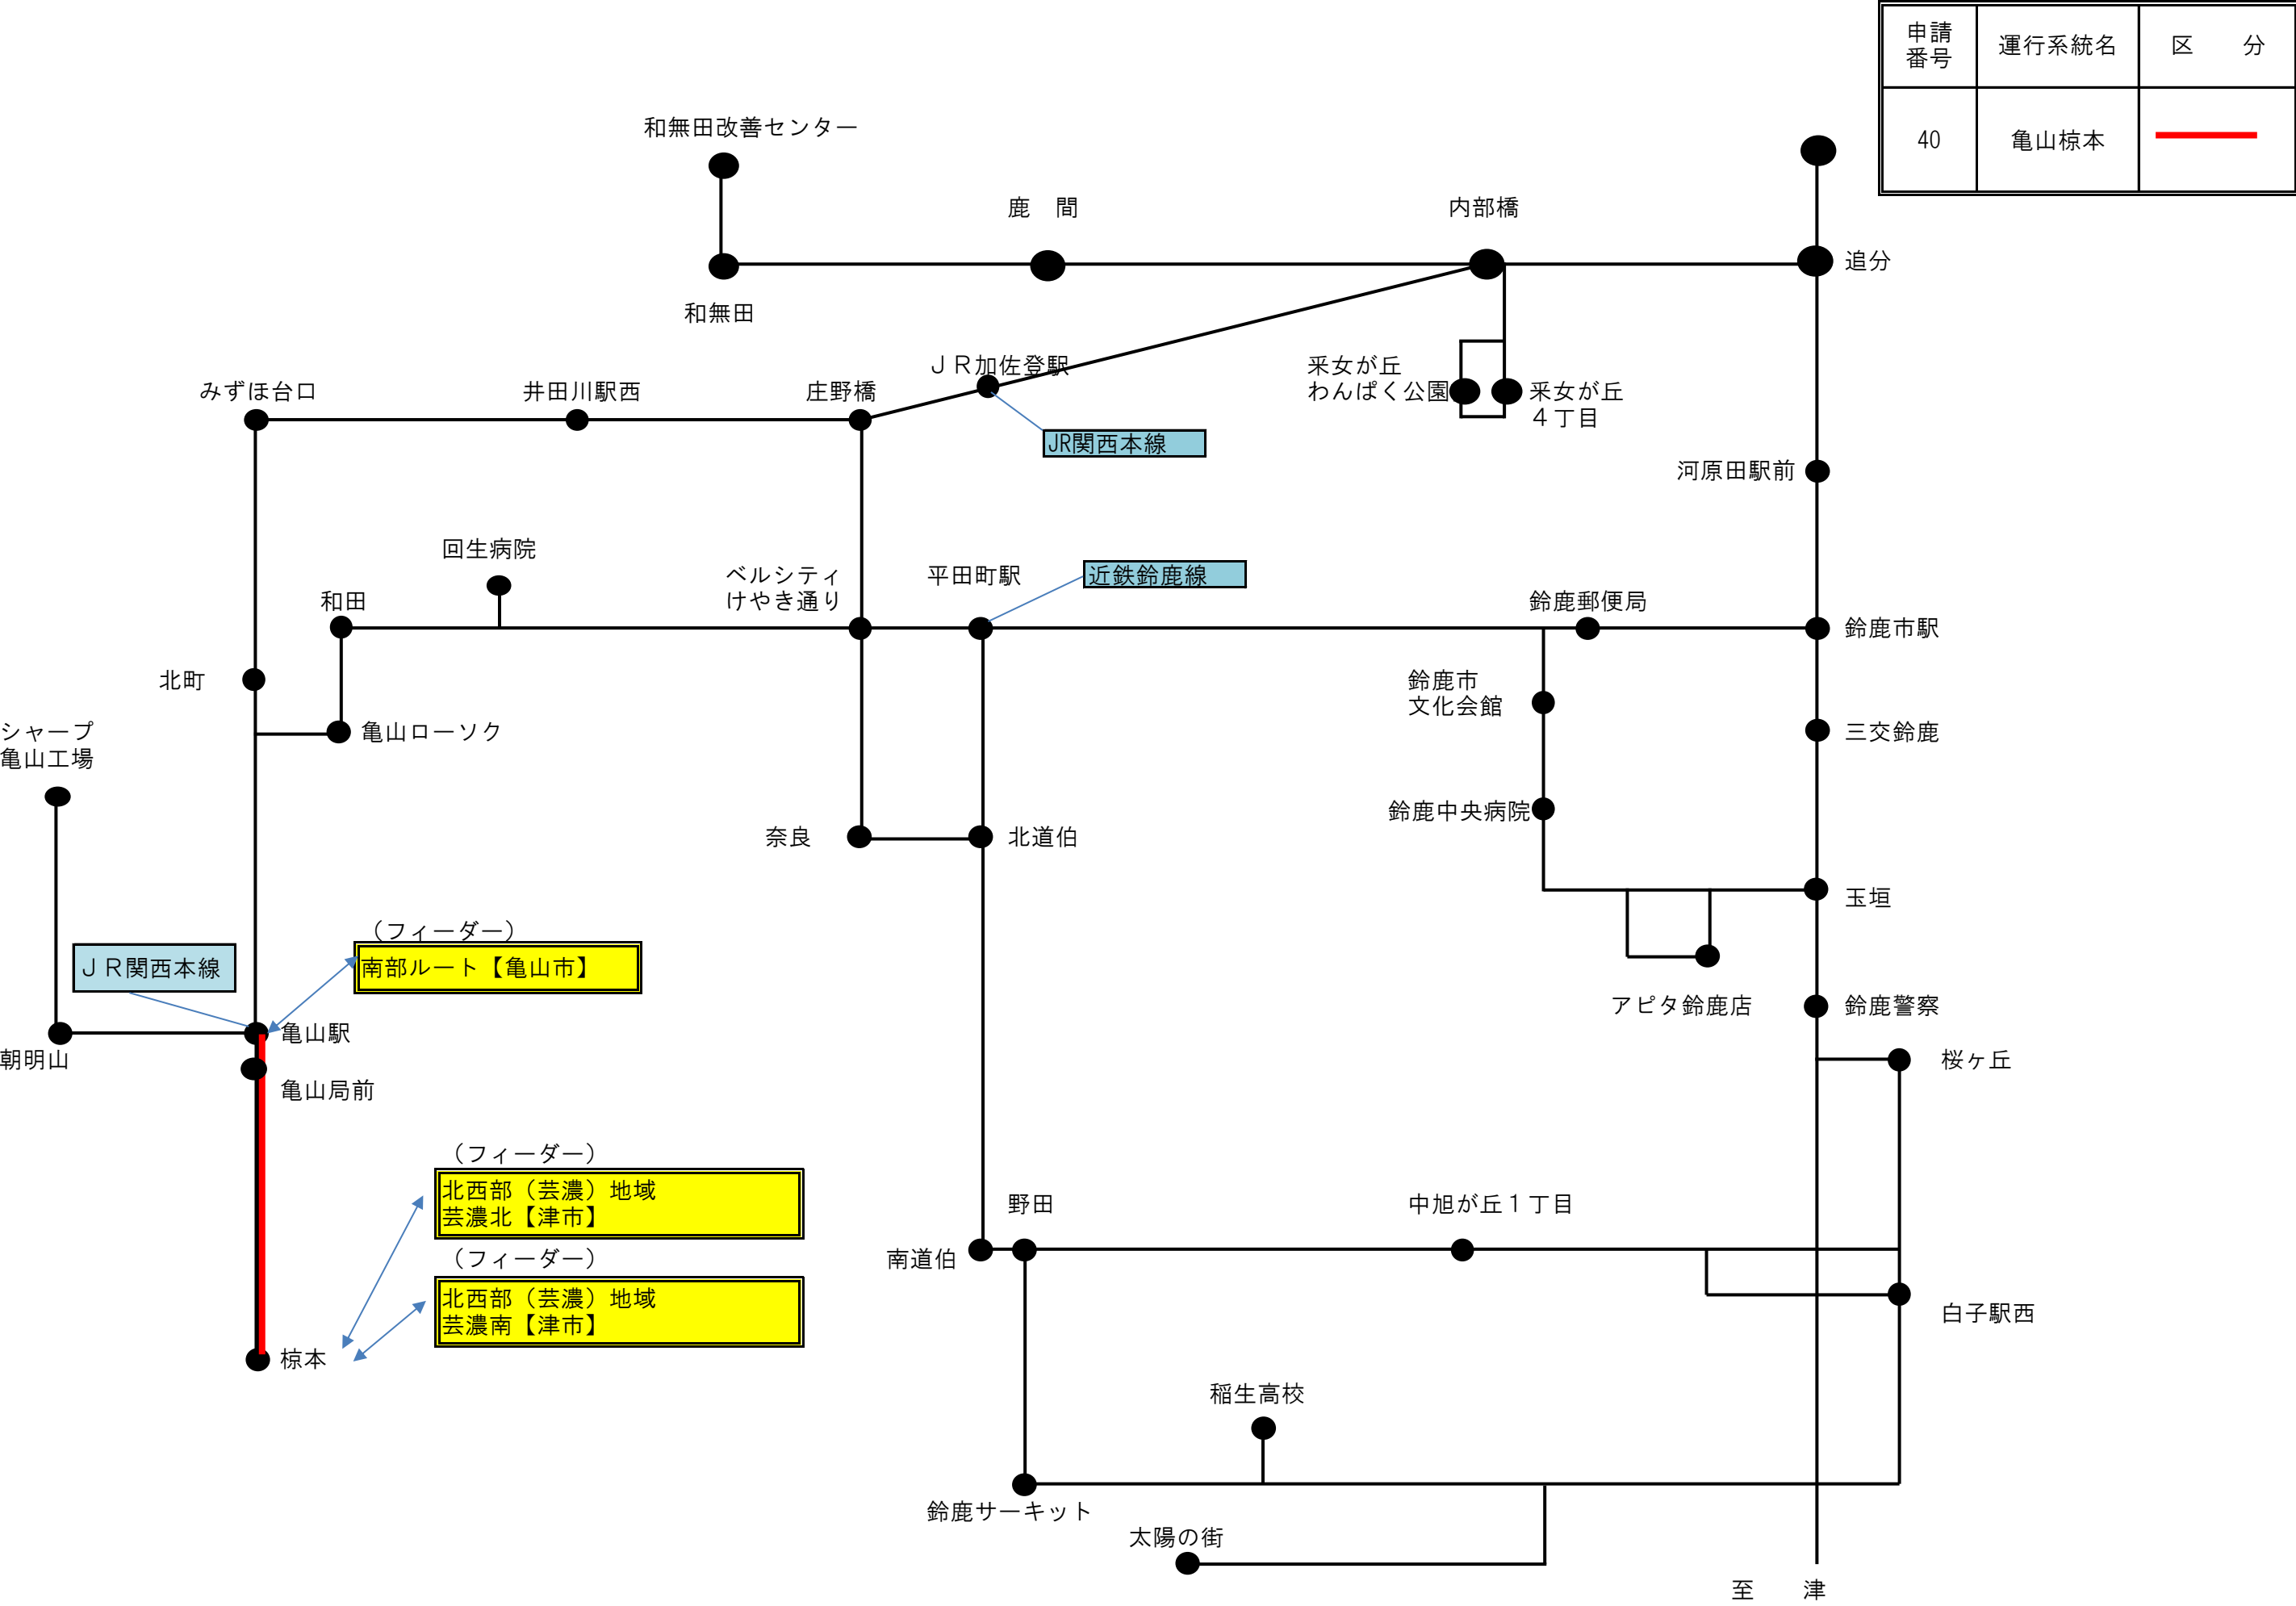 申請
番号
運行系統名
区　　分
40
亀山椋本
和無田改善センター
鹿　間
内部橋
追分
和無田
ＪＲ加佐登駅
采女が丘
わんぱく公園
采女が丘
４丁目
みずほ台口
井田川駅西
庄野橋
JR関西本線
河原田駅前
回生病院
ベルシティ
けやき通り
平田町駅
近鉄鈴鹿線
和田
鈴鹿郵便局
鈴鹿市駅
北町
鈴鹿市
文化会館
シャープ
亀山工場
亀山ローソク
三交鈴鹿
鈴鹿中央病院
奈良
北道伯
玉垣
（フィーダー）
南部ルート【亀山市】
ＪＲ関西本線
アピタ鈴鹿店
鈴鹿警察
亀山駅
朝明山
桜ヶ丘
亀山局前
（フィーダー）
北西部（芸濃）地域
芸濃北【津市】
野田
中旭が丘１丁目
（フィーダー）
南道伯
北西部（芸濃）地域
芸濃南【津市】
白子駅西
椋本
稲生高校
鈴鹿サーキット
太陽の街
至　　津